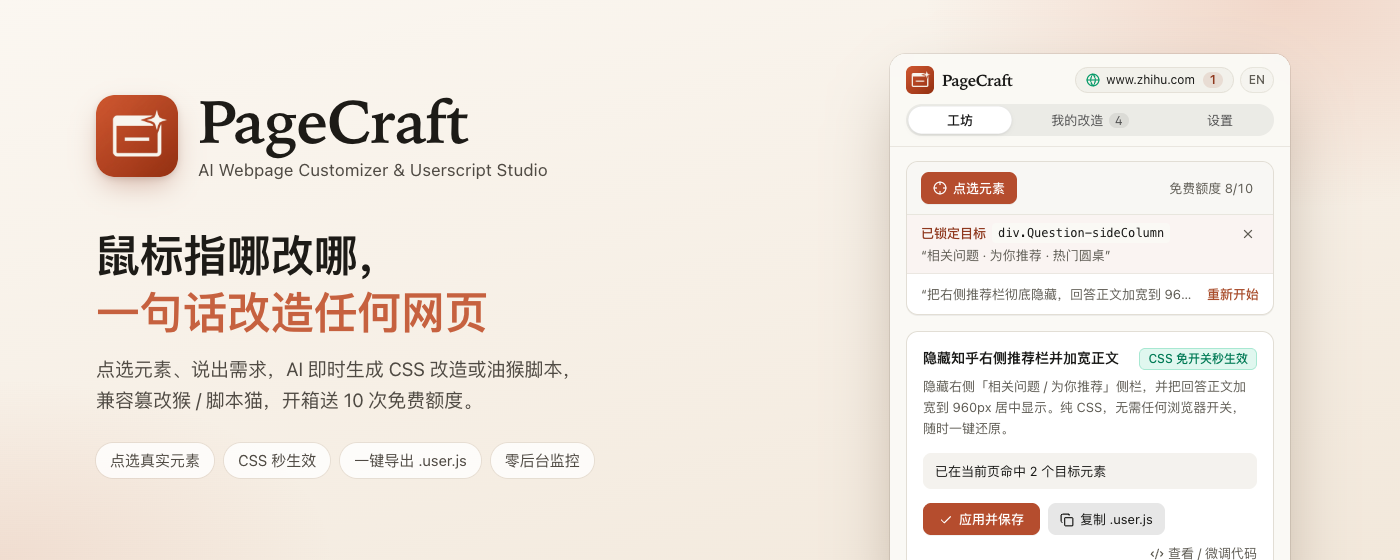 PageCraft
AI Webpage Customizer & Userscript Studio
鼠标指哪改哪，
一句话改造任何网页
点选元素、说出需求，AI 即时生成 CSS 改造或油猴脚本，
兼容篡改猴 / 脚本猫，开箱送 10 次免费额度。
点选真实元素
CSS 秒生效
一键导出 .user.js
零后台监控
PageCraft
www.zhihu.com 1
EN
工坊
我的改造 4
设置
点选元素
免费额度 8/10
已锁定目标 div.Question-sideColumn
“相关问题 · 为你推荐 · 热门圆桌”
“把右侧推荐栏彻底隐藏，回答正文加宽到 96...
重新开始
隐藏知乎右侧推荐栏并加宽正文
CSS 免开关秒生效
隐藏右侧「相关问题 / 为你推荐」侧栏，并把回答正文加
宽到 960px 居中显示。纯 CSS，无需任何浏览器开关，
随时一键还原。
已在当前页命中 2 个目标元素
应用并保存
复制 .user.js
查看 / 微调代码